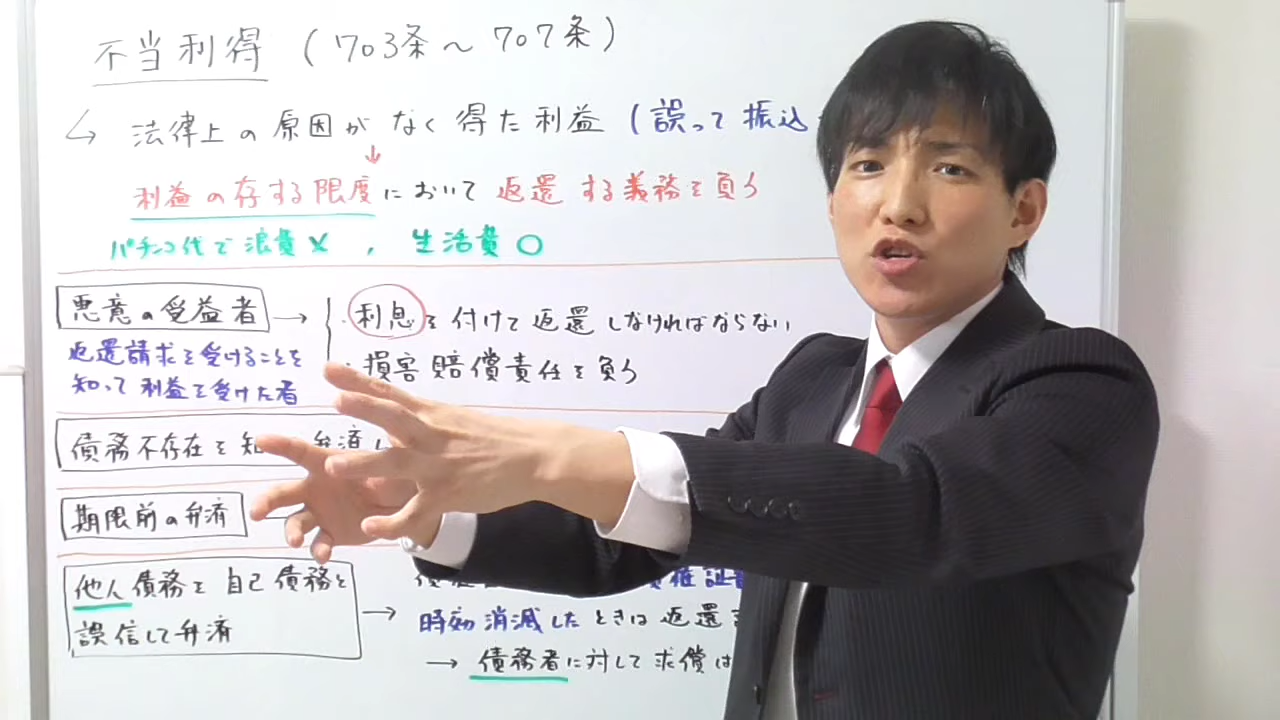 不当利得 (703条〜707条)
↳ 法律上の原因がなく得た利益 (誤って振込
↓
利益の存する限度において返還する義務を負う
パチンコ代で浪費×, 生活費○
悪意の受益者 → { ・利息を付けて返還しなければならない
返還請求を受けることを
・損害賠償責任を負う
知って利益を受けた者
債務不存在を知 弁済し
期限前の弁済
他人債務を自己債務と
誤信して弁済
→ 時効消滅したときは返還
→ 債務者に対して求償は